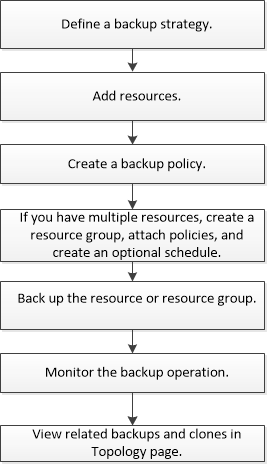 Define a backup strategy.
Add resources.
Create a backup policy.
If you have multiple resources, create a
resource group, attach policies, and
create an optional schedule.
Back up the resource or resource group.
Monitor the backup operation.
View related backups and clones in
Topology page.